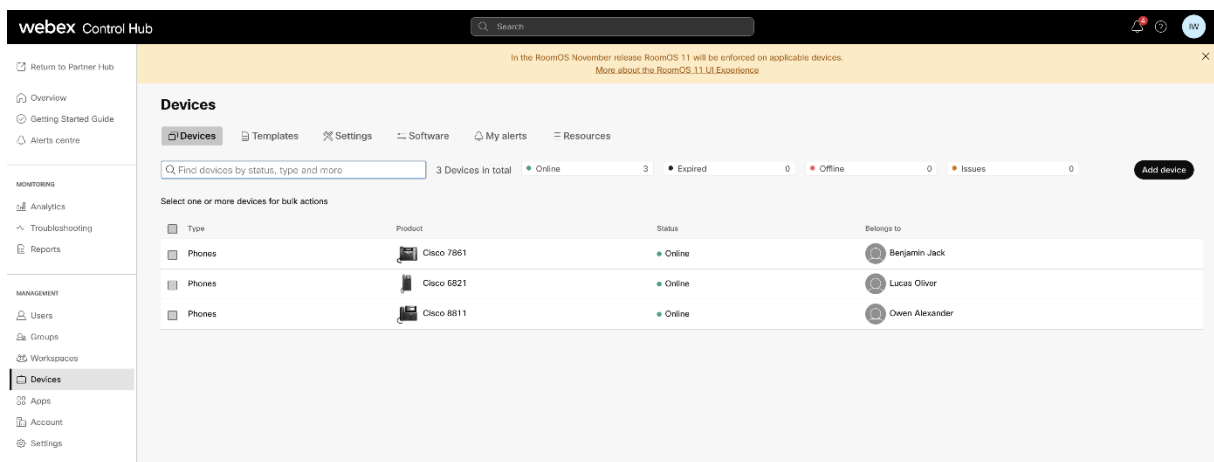 webex Control Hub
Search
4
IW
Return to Partner Hub
In the RoomOS November release RoomOS 11 will be enforced on applicable devices.
More about the RoomOS 11 UI Experience
Overview
Getting Started Guide
Alerts centre
MONITORING
Analytics
Troubleshooting
Reports
MANAGEMENT
Users
Groups
Workspaces
Devices
Apps
Account
Settings
Devices
Devices Templates Settings Software My alerts Resources
Find devices by status, type and more 3 Devices in total Online 3 Expired 0 Offline 0 Issues 0 Add device
Select one or more devices for bulk actions
Type Product Status Belongs to
Phones Cisco 7861 Online Benjamin Jack
Phones Cisco 6821 Online Lucas Oliver
Phones Cisco 8811 Online Owen Alexander